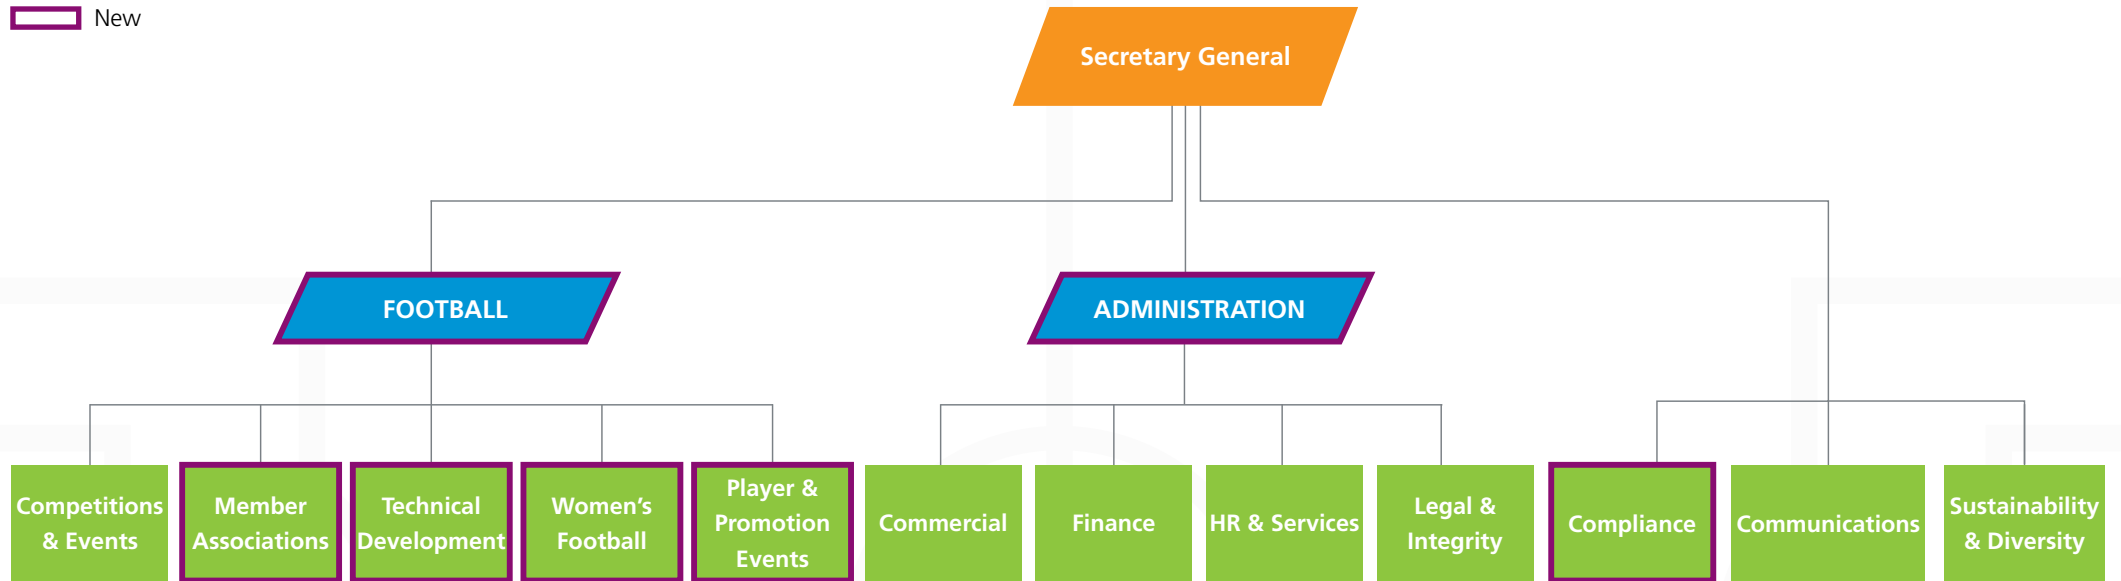 New
Secretary General
FOOTBALL
ADMINISTRATION
Competitions
& Events
Member
Associations
Technical
Development
Women’s
Football
Player &
Promotion
Events
Commercial
Finance
HR & Services
Legal &
Integrity
Compliance
Communications
Sustainability
& Diversity